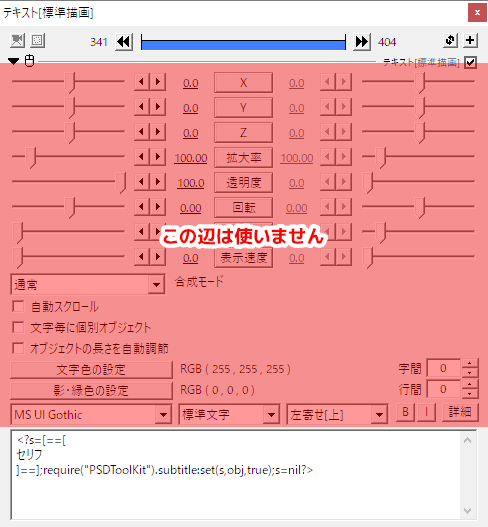 テキスト[標準描画]
341 404
テキスト[標準描画]
0.0 X 0.0
0.0 Y 0.0
0.0 Z 0.0
100.00 拡大率 100.00
100.0 透明度 100.0
0.00 回転 0.00
この辺は使いません
0.0 表示速度 0.0
通常 合成モード
自動スクロール
文字毎に個別オブジェクト
オブジェクトの長さを自動調節
文字色の設定 RGB ( 255 , 255 , 255 ) 字間 0
影・縁色の設定 RGB ( 0 , 0 , 0 ) 行間 0
MS UI Gothic 標準文字 左寄せ[上] B I 詳細
<?s=[==[
セリフ
]==];require("PSDToolKit").subtitle:set(s,obj,true);s=nil?>